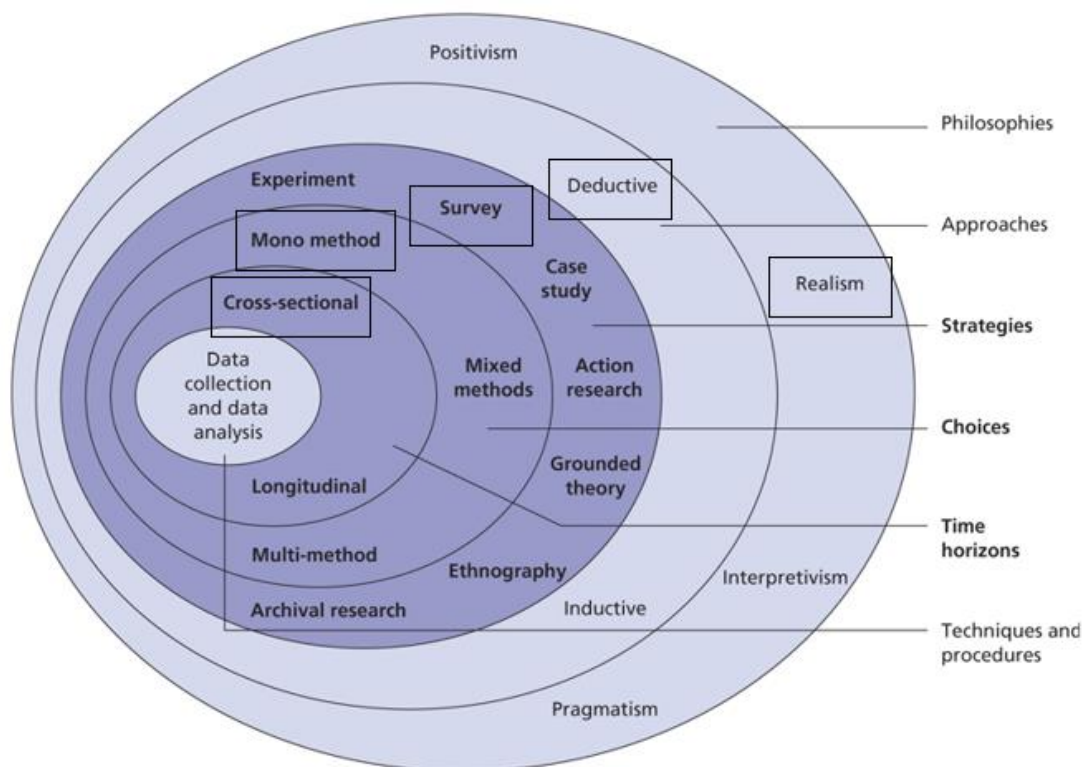 Positivism
Philosophies
Experiment
Deductive
Survey
Approaches
Mono method
Case
study
Realism
Cross-sectional
Strategies
Data
collection
and data
analysis
Mixed
methods
Action
research
Choices
Grounded
theory
Longitudinal
Time
horizons
Multi-method
Ethnography
Interpretivism
Archival research
Inductive
Techniques and
procedures
Pragmatism